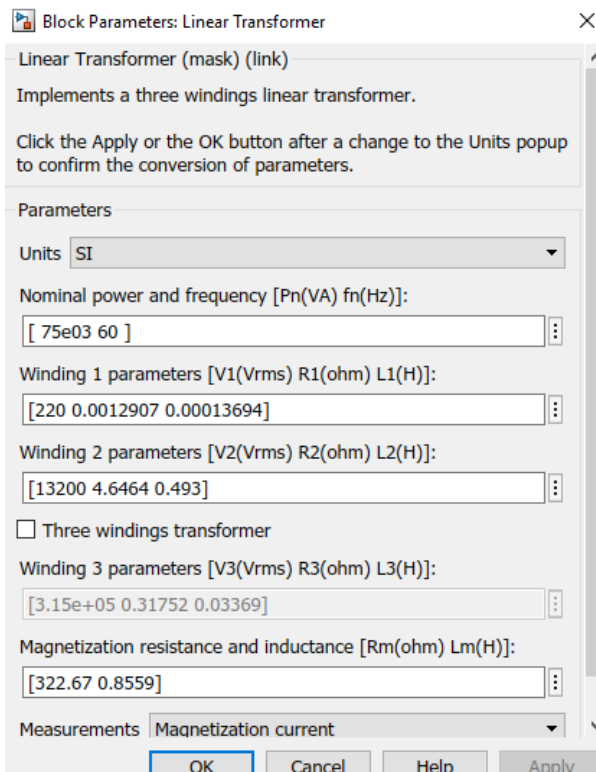 Block Parameters: Linear Transformer
Linear Transformer (mask) (link)
Implements a three windings linear transformer.
Click the Apply or the OK button after a change to the Units popup
to confirm the conversion of parameters.
Parameters
Units SI
Nominal power and frequency [Pn(VA) fn(Hz)]:
[ 75e03 60 ]
Winding 1 parameters [V1(Vrms) R1(ohm) L1(H)]:
[220 0.0012907 0.00013694]
Winding 2 parameters [V2(Vrms) R2(ohm) L2(H)]:
[13200 4.6464 0.493]
Three windings transformer
Winding 3 parameters [V3(Vrms) R3(ohm) L3(H)]:
[3.15e+05 0.31752 0.03369]
Magnetization resistance and inductance [Rm(ohm) Lm(H)]:
[322.67 0.8559]
Measurements Magnetization current
OK Cancel Help Apply